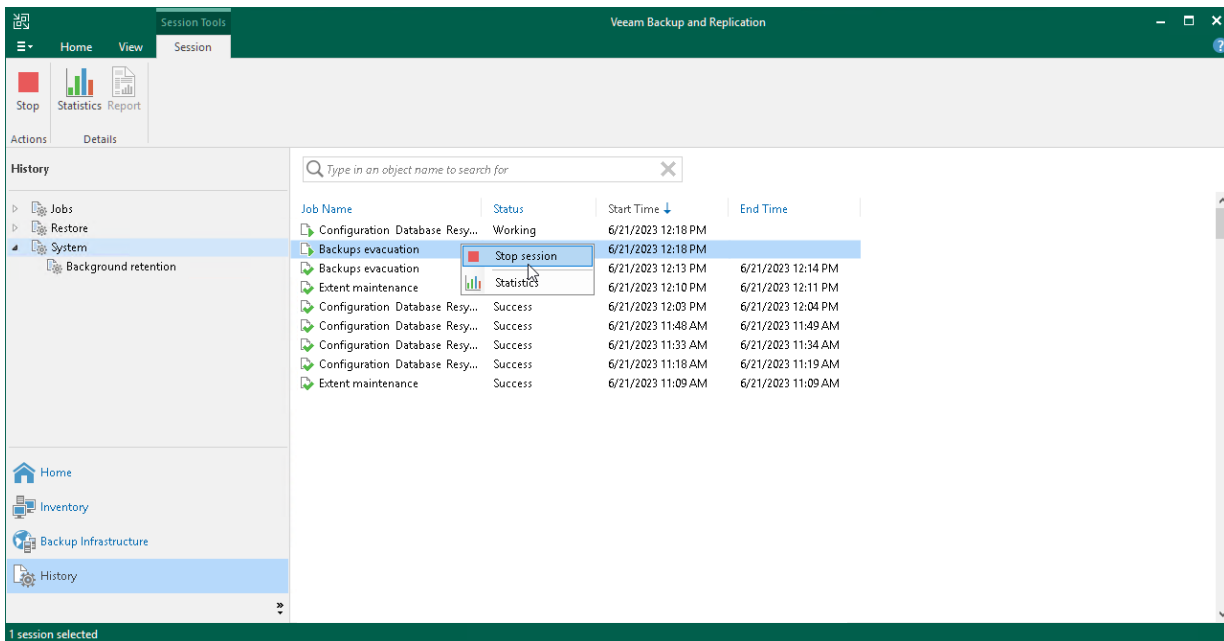 Session Tools
Veeam Backup and Replication
Home View Session
?
Stop Statistics Report
Actions Details
History
Type in an object name to search for
Jobs
Restore
System
Background retention
Job Name Status Start Time End Time
Configuration Database Resy... Working 6/21/2023 12:18 PM
Backups evacuation 6/21/2023 12:18 PM
Stop session
Backups evacuation 6/21/2023 12:13 PM 6/21/2023 12:14 PM
Statistics
Extent maintenance 6/21/2023 12:10 PM 6/21/2023 12:11 PM
Configuration Database Resy... Success 6/21/2023 12:03 PM 6/21/2023 12:04 PM
Configuration Database Resy... Success 6/21/2023 11:48 AM 6/21/2023 11:49 AM
Configuration Database Resy... Success 6/21/2023 11:33 AM 6/21/2023 11:34 AM
Configuration Database Resy... Success 6/21/2023 11:18 AM 6/21/2023 11:19 AM
Extent maintenance Success 6/21/2023 11:09 AM 6/21/2023 11:09 AM
Home
Inventory
Backup Infrastructure
History
1 session selected